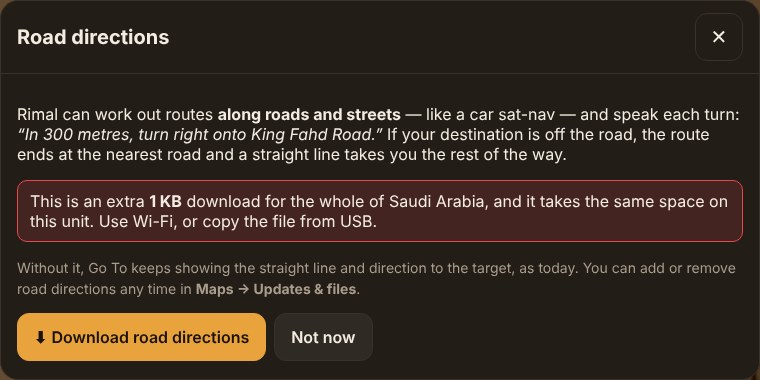 Road directions
✕
Rimal can work out routes along roads and streets — like a car sat-nav — and speak each turn:
“In 300 metres, turn right onto King Fahd Road.” If your destination is off the road, the route
ends at the nearest road and a straight line takes you the rest of the way.
This is an extra 1 KB download for the whole of Saudi Arabia, and it takes the same space on
this unit. Use Wi-Fi, or copy the file from USB.
Without it, Go To keeps showing the straight line and direction to the target, as today. You can add or remove
road directions any time in Maps → Updates & files.
⬇ Download road directions
Not now